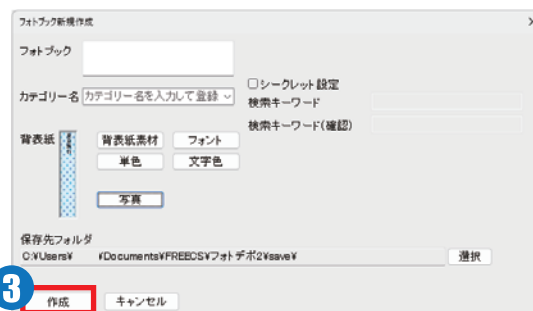 フォトブック新規作成
フォトブック
カテゴリー名 カテゴリー名を入力して登録
□シークレット設定
検索キーワード
検索キーワード(確認)
背表紙
背表紙素材 フォント
単色 文字色
写真
保存先フォルダ
C:¥Users¥ ¥Documents¥FREECS¥フォトデポ2¥save¥ 選択
3
作成 キャンセル